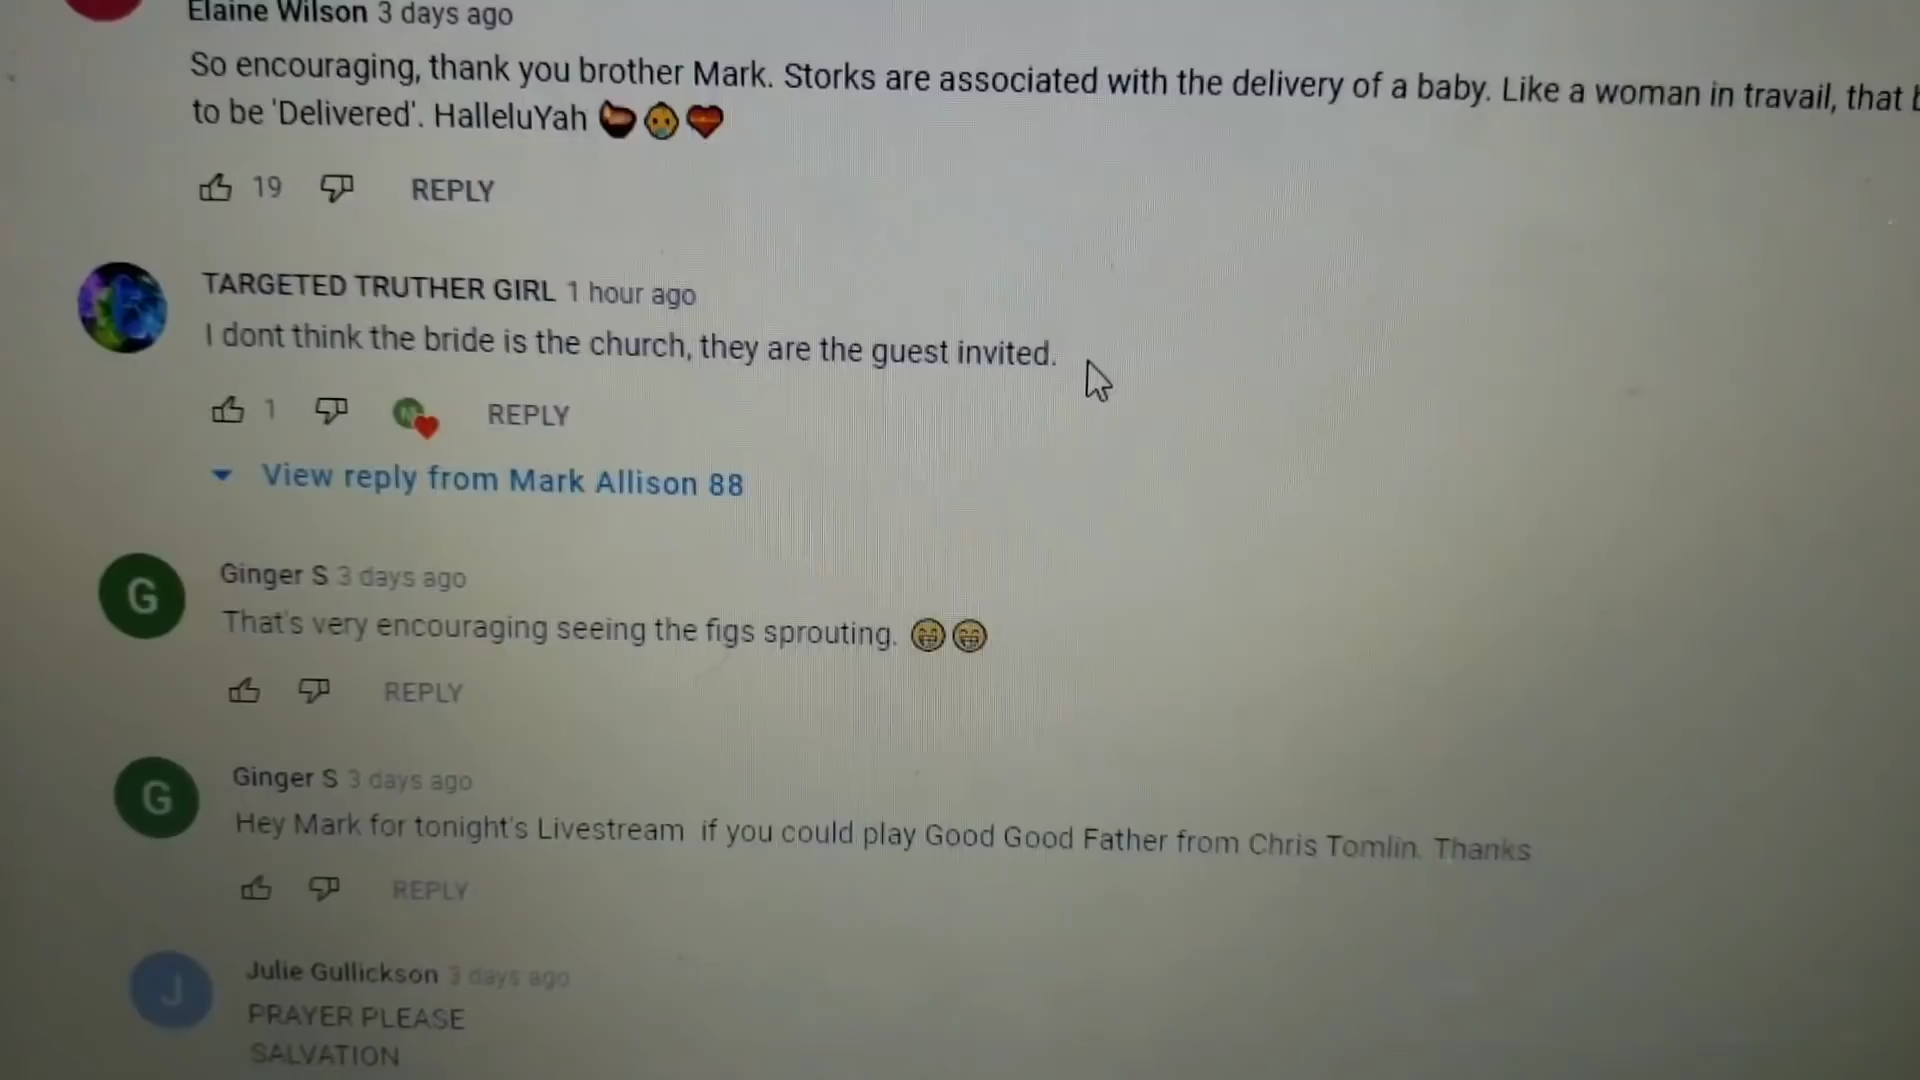 Elaine Wilson 3 days ago
So encouraging, thank you brother Mark. Storks are associated with the delivery of a baby. Like a woman in travail, that
to be 'Delivered'. HalleluYah
19 REPLY
TARGETED TRUTHER GIRL 1 hour ago
I dont think the bride is the church, they are the guest invited.
1 REPLY
View reply from Mark Allison 88
G
Ginger S 3 days ago
That's very encouraging seeing the figs sprouting. 😁😁
REPLY
G
Ginger S 3 days ago
Hey Mark for tonight's Livestream if you could play Good Good Father from Chris Tomlin. Thanks
REPLY
J
Julie Gullickson 3 days ago
PRAYER PLEASE
SALVATION